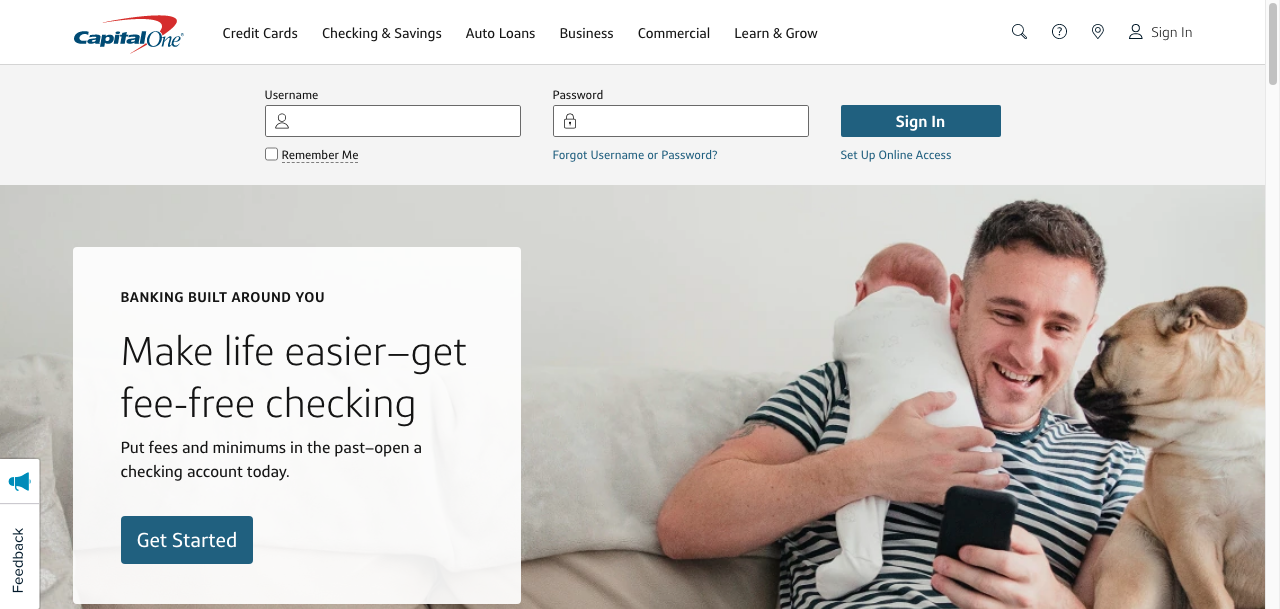 CapitalOne
Credit Cards
Checking & Savings
Auto Loans
Business
Commercial
Learn & Grow
Sign In
Username
Password
Sign In
Remember Me
Forgot Username or Password?
Set Up Online Access
BANKING BUILT AROUND YOU
Make life easier–get
fee-free checking
Put fees and minimums in the past–open a
checking account today.
Get Started
Feedback